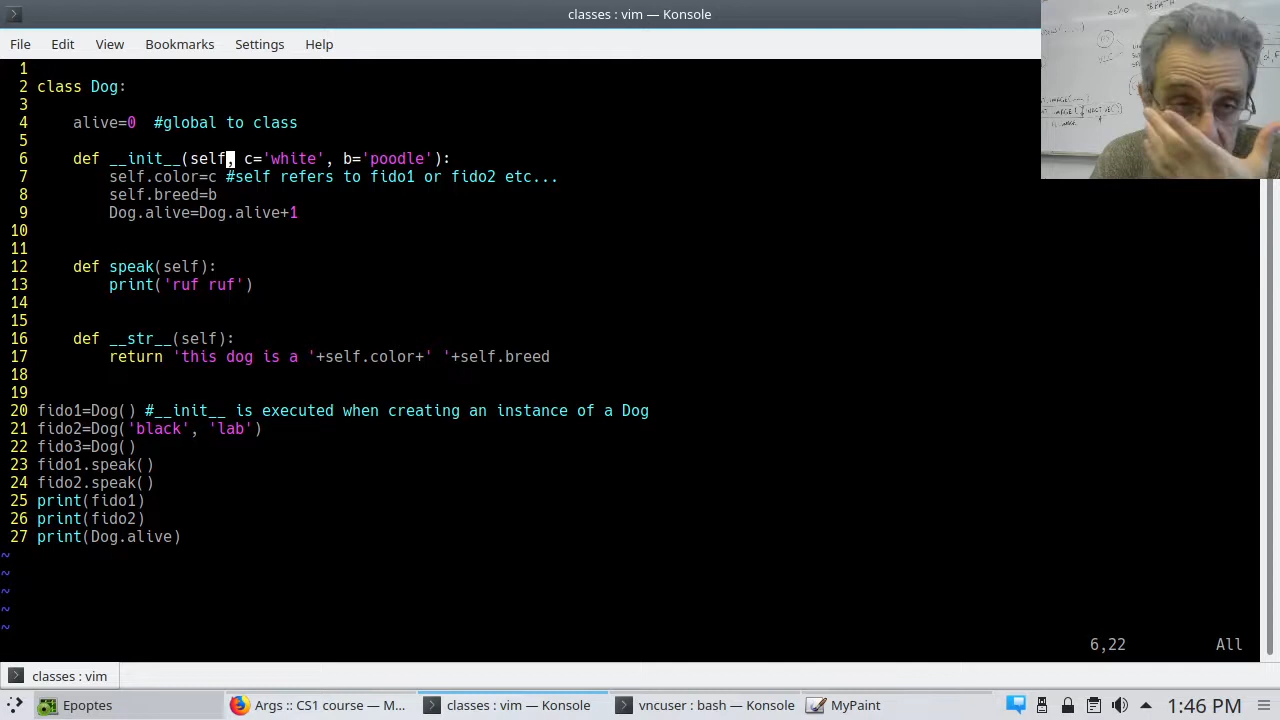 classes : vim — Konsole
File Edit View Bookmarks Settings Help
1
2 class Dog:
3
4     alive=0  #global to class
5
6     def __init__(self, c='white', b='poodle'):
7         self.color=c #self refers to fido1 or fido2 etc...
8         self.breed=b
9         Dog.alive=Dog.alive+1
10
11
12     def speak(self):
13         print('ruf ruf')
14
15
16     def __str__(self):
17         return 'this dog is a '+self.color+' '+self.breed
18
19
20 fido1=Dog() #__init__ is executed when creating an instance of a Dog
21 fido2=Dog('black', 'lab')
22 fido3=Dog()
23 fido1.speak()
24 fido2.speak()
25 print(fido1)
26 print(fido2)
27 print(Dog.alive)
~
~
~
~
~
6,22 All
classes : vim
Epoptes Args :: CS1 course — M... classes : vim — Konsole vncuser : bash — Konsole MyPaint 1:46 PM